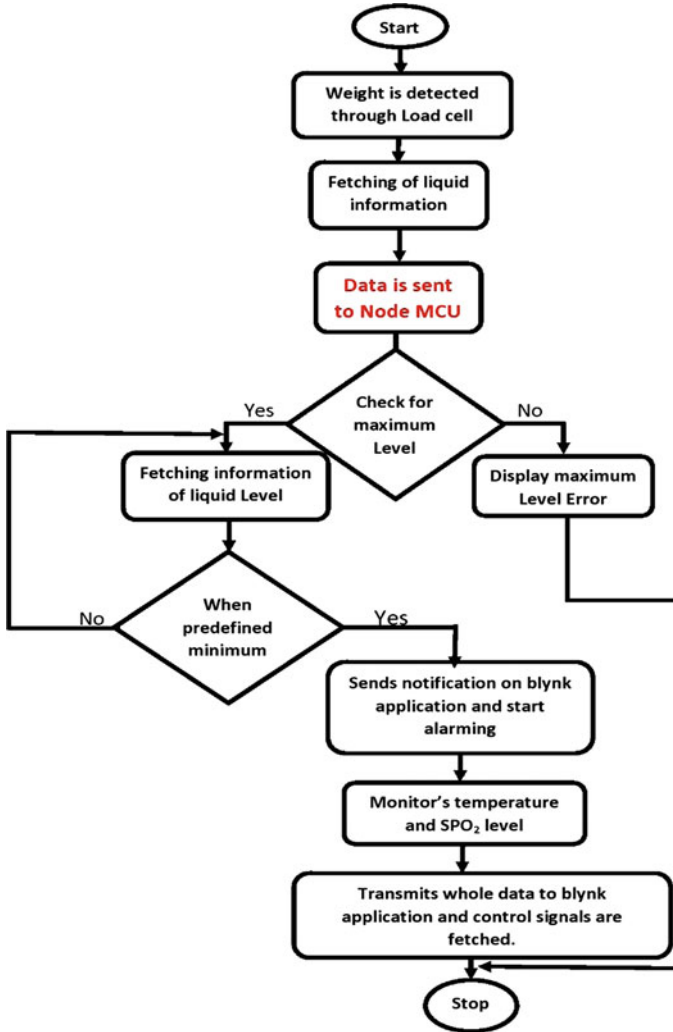 Start
Weight is detected
through Load cell
Fetching of liquid
information
Data is sent
to Node MCU
Check for
maximum
Level
Yes
No
Fetching information
of liquid Level
Display maximum
Level Error
When
predefined
minimum
No
Yes
Sends notification on blynk
application and start
alarming
Monitor’s temperature
and SPO₂ level
Transmits whole data to blynk
application and control signals are
fetched.
Stop